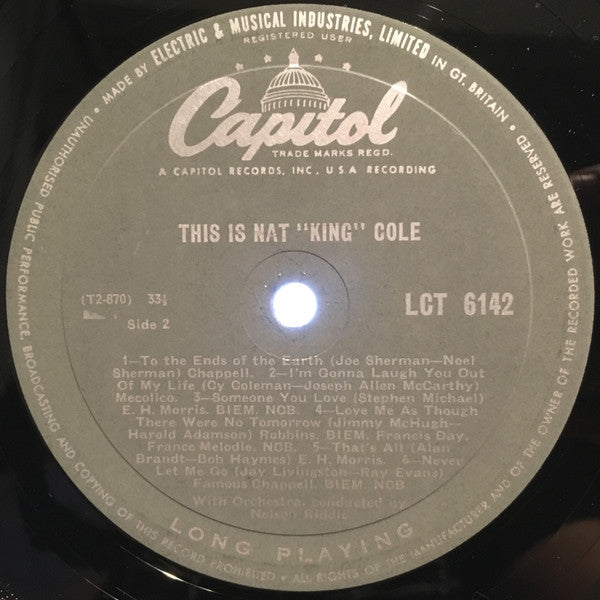 MADE BY ELECTRIC & MUSICAL INDUSTRIES, LIMITED IN GT. BRITAIN •
REGISTERED USER
Capitol
TRADE MARKS REGD.
A CAPITOL RECORDS, INC., U S A RECORDING
THIS IS NAT "KING" COLE
(T2-870) 33⅓
LCT 6142
Side 2
1—To the Ends of the Earth (Joe Sherman—Noel
Sherman) Chappell. 2—I'm Gonna Laugh You Out
Of My Life (Cy Coleman—Joseph Allen McCarthy)
Mecolico. 3—Someone You Love (Stephen Michael)
E. H. Morris. BIEM. NCB. 4—Love Me As Though
There Were No Tomorrow (Jimmy McHugh—
Harold Adamson) Robbins. BIEM. Francis Day.
France Melodie. NCB. 5—That's All (Alan
Brandt—Bob Haymes) E. H. Morris. 6—Never
Let Me Go (Jay Livingston—Ray Evans)
Famous Chappell. BIEM. NCB
With Orchestra, conducted by
Nelson Riddle
LONG PLAYING
UNAUTHORISED PUBLIC PERFORMANCE, BROADCASTING AND COPYING OF THIS RECORD PROHIBITED • ALL RIGHTS OF THE MANUFACTURER AND OF THE OWNER OF THE RECORDED WORK ARE RESERVED •